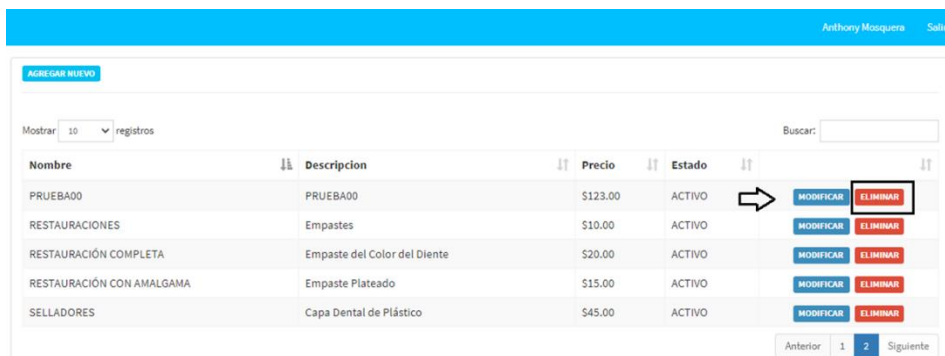 Anthony Mosquera
AGREGAR NUEVO
Mostrar 10 registros
Buscar:
Nombre Descripcion Precio Estado
PRUEBA00 PRUEBA00 $123.00 ACTIVO MODIFICAR ELIMINAR
RESTAURACIONES Empastes $10.00 ACTIVO MODIFICAR ELIMINAR
RESTAURACIÓN COMPLETA Empaste del Color del Diente $20.00 ACTIVO MODIFICAR ELIMINAR
RESTAURACIÓN CON AMALGAMA Empaste Plateado $15.00 ACTIVO MODIFICAR ELIMINAR
SELLADORES Capa Dental de Plástico $45.00 ACTIVO MODIFICAR ELIMINAR
Anterior 1 2 Siguiente